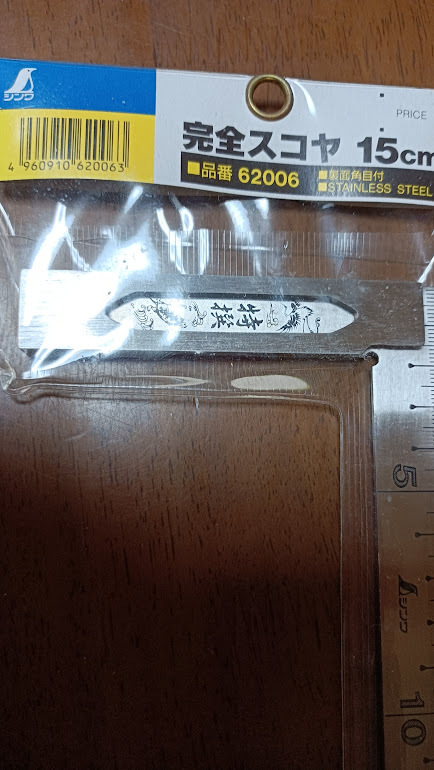 シンワ
4 960910 620063
PRICE
完全スコヤ 15cm
■品番 62006
■裏面角目付
■STAINLESS STEEL
特撰
5
シンワ
10